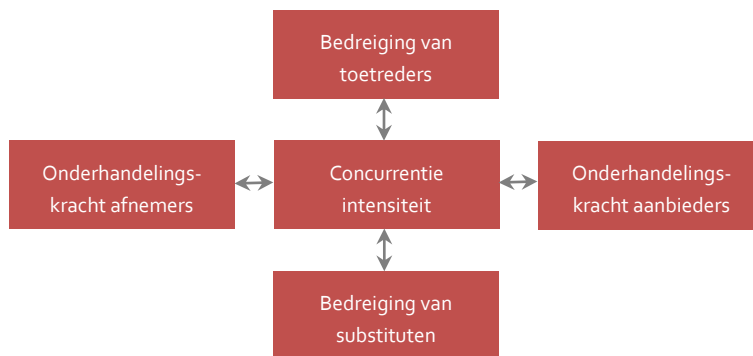 Bedreiging van
toetreders
Onderhandelings-
kracht afnemers
Concurrentie
intensiteit
Onderhandelings-
kracht aanbieders
Bedreiging van
substituten